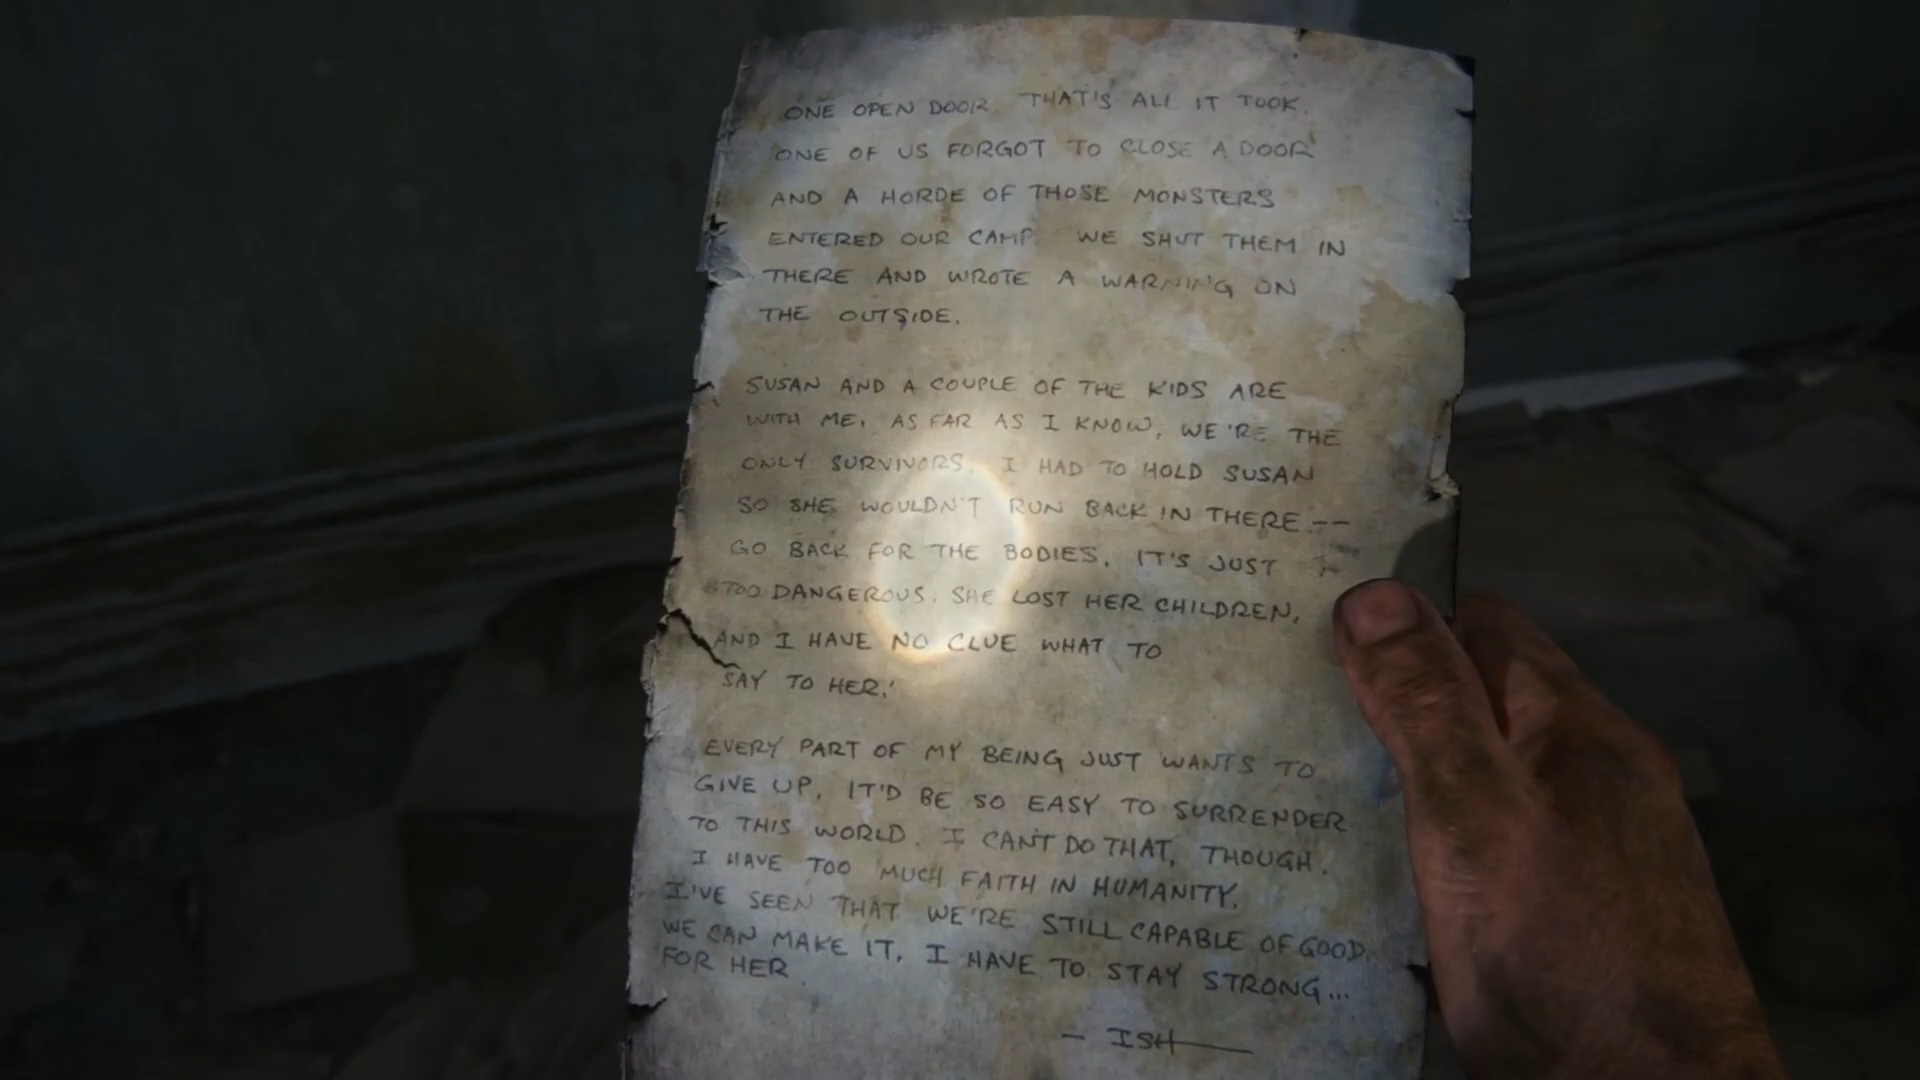 ONE OPEN DOOR. THAT'S ALL IT TOOK.
ONE OF US FORGOT TO CLOSE A DOOR
AND A HORDE OF THOSE MONSTERS
ENTERED OUR CAMP. WE SHUT THEM IN
THERE AND WROTE A WARNING ON
THE OUTSIDE.
SUSAN AND A COUPLE OF THE KIDS ARE
WITH ME. AS FAR AS I KNOW, WE'RE THE
ONLY SURVIVORS. I HAD TO HOLD SUSAN
SO SHE WOULDN'T RUN BACK IN THERE --
GO BACK FOR THE BODIES. IT'S JUST
TOO DANGEROUS. SHE LOST HER CHILDREN,
AND I HAVE NO CLUE WHAT TO
SAY TO HER.
EVERY PART OF MY BEING JUST WANTS TO
GIVE UP. IT'D BE SO EASY TO SURRENDER
TO THIS WORLD. I CAN'T DO THAT, THOUGH.
I HAVE TOO MUCH FAITH IN HUMANITY.
I'VE SEEN THAT WE'RE STILL CAPABLE OF GOOD.
WE CAN MAKE IT. I HAVE TO STAY STRONG...
FOR HER
- ISH